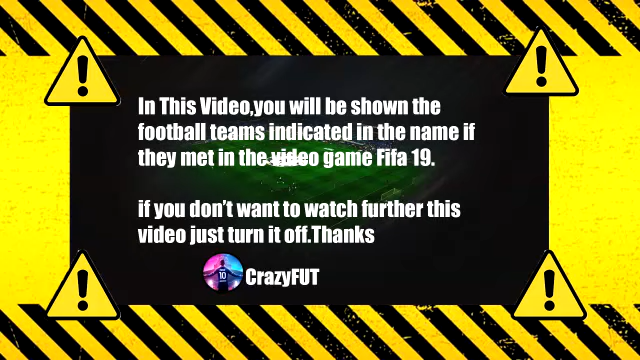 In This Video,you will be shown the
football teams indicated in the name if
they met in the video game Fifa 19.
if you don't want to watch further this
video just turn it off.Thanks
10
CrazyFUT